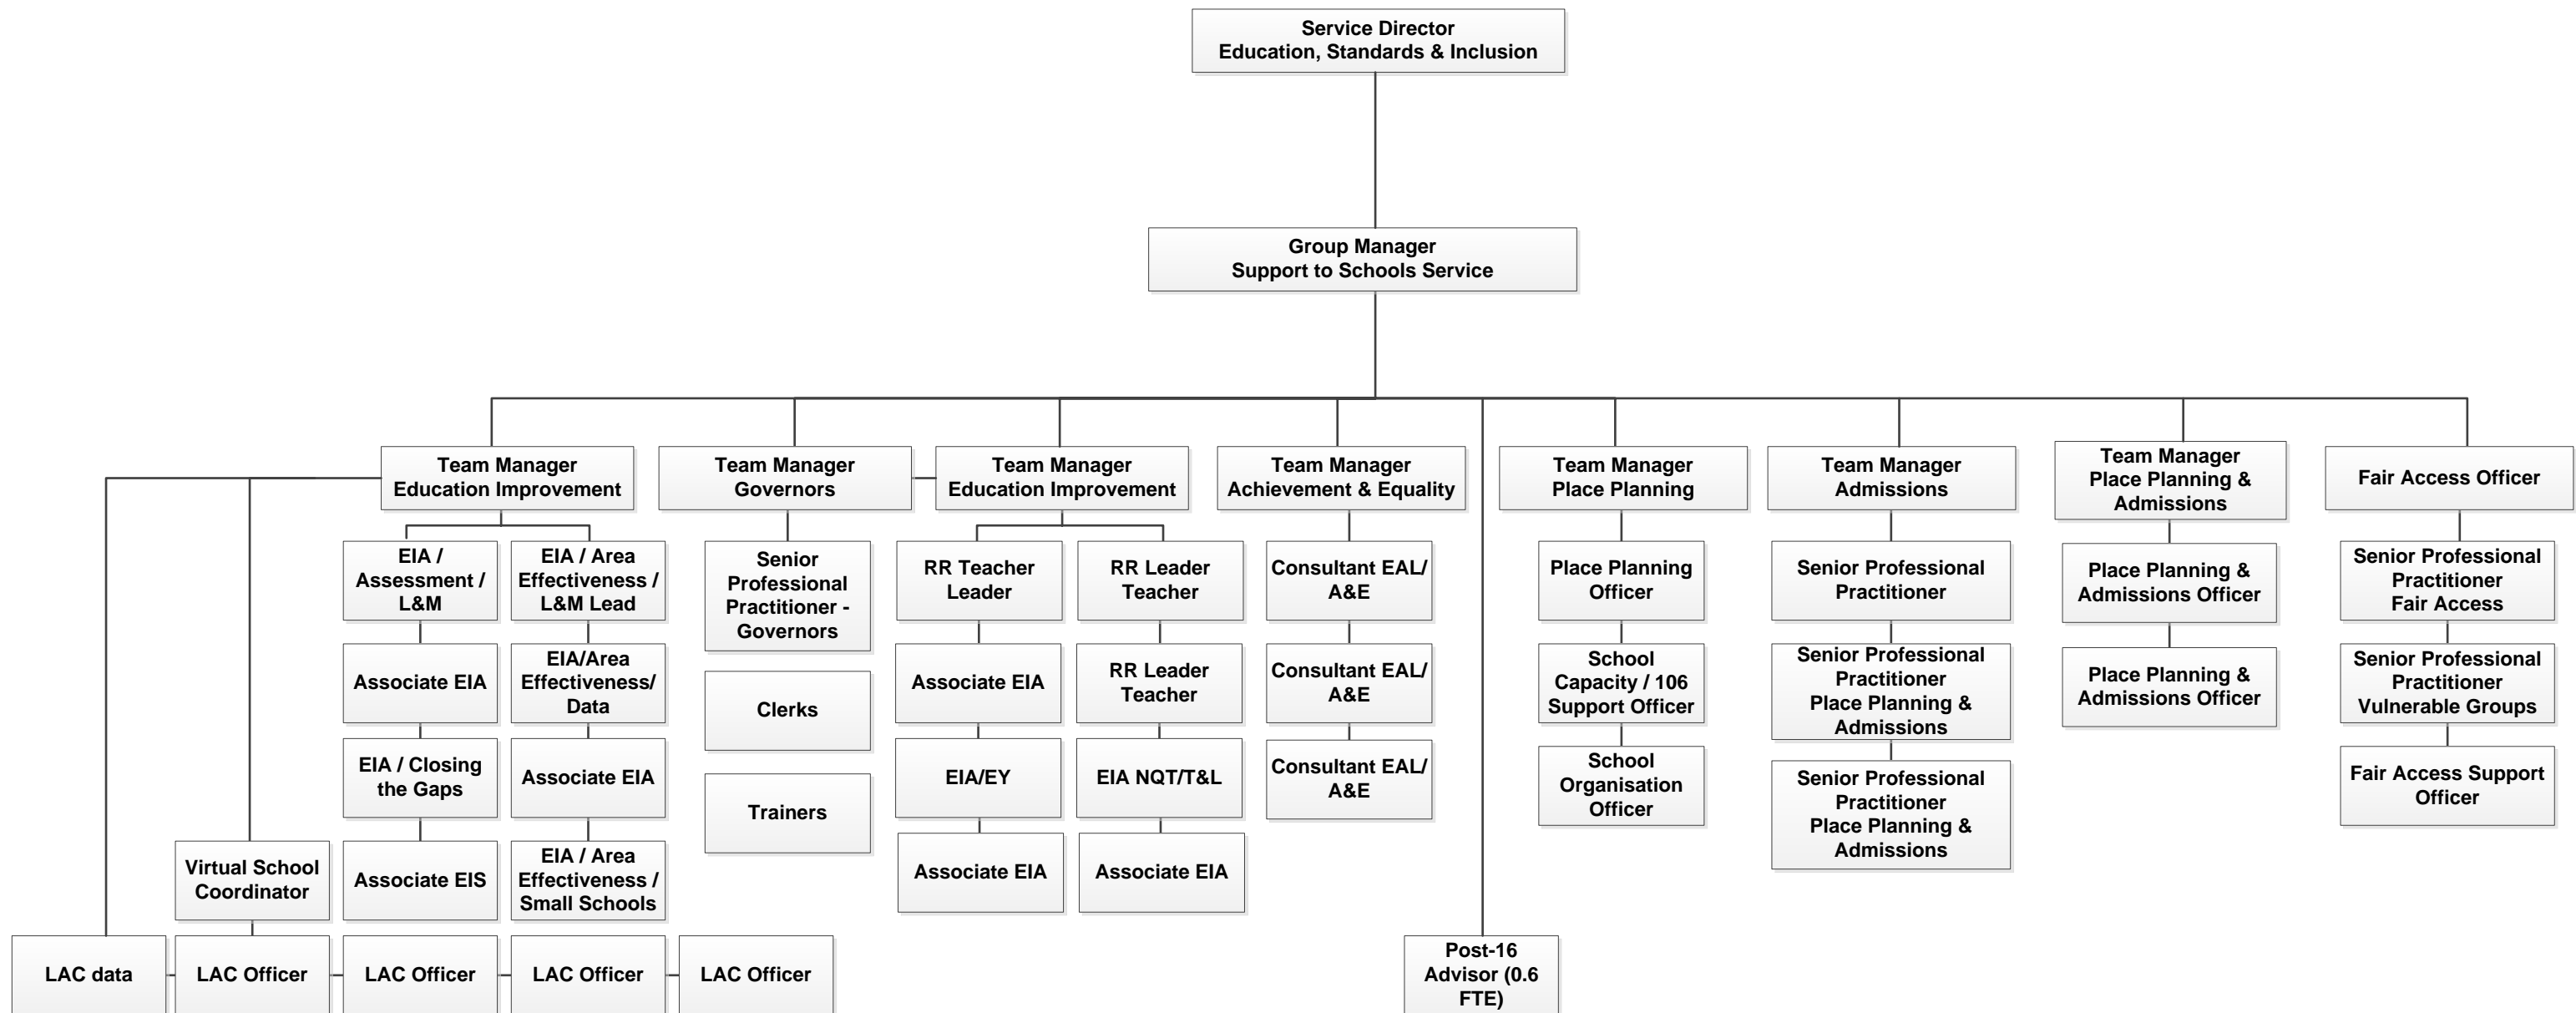 Service Director
Education, Standards & Inclusion
Group Manager
Support to Schools Service
Team Manager
Education Improvement
Team Manager
Governors
Team Manager
Education Improvement
Team Manager
Achievement & Equality
Team Manager
Place Planning
Team Manager
Admissions
Team Manager
Place Planning &
Admissions
Fair Access Officer
EIA /
Assessment /
L&M
EIA / Area
Effectiveness /
L&M Lead
Senior
Professional
Practitioner -
Governors
RR Teacher
Leader
RR Leader
Teacher
Consultant EAL/
A&E
Place Planning
Officer
Senior Professional
Practitioner
Place Planning &
Admissions Officer
Senior Professional
Practitioner
Fair Access
Associate EIA
EIA/Area
Effectiveness/
Data
Clerks
Associate EIA
RR Leader
Teacher
Consultant EAL/
A&E
School
Capacity / 106
Support Officer
Senior Professional
Practitioner
Place Planning &
Admissions
Place Planning &
Admissions Officer
Senior Professional
Practitioner
Vulnerable Groups
EIA / Closing
the Gaps
Associate EIA
Trainers
EIA/EY
EIA NQT/T&L
Consultant EAL/
A&E
School
Organisation
Officer
Senior Professional
Practitioner
Place Planning &
Admissions
Fair Access Support
Officer
Virtual School
Coordinator
Associate EIS
EIA / Area
Effectiveness /
Small Schools
Associate EIA
Associate EIA
LAC data
LAC Officer
LAC Officer
LAC Officer
LAC Officer
Post-16
Advisor (0.6
FTE)